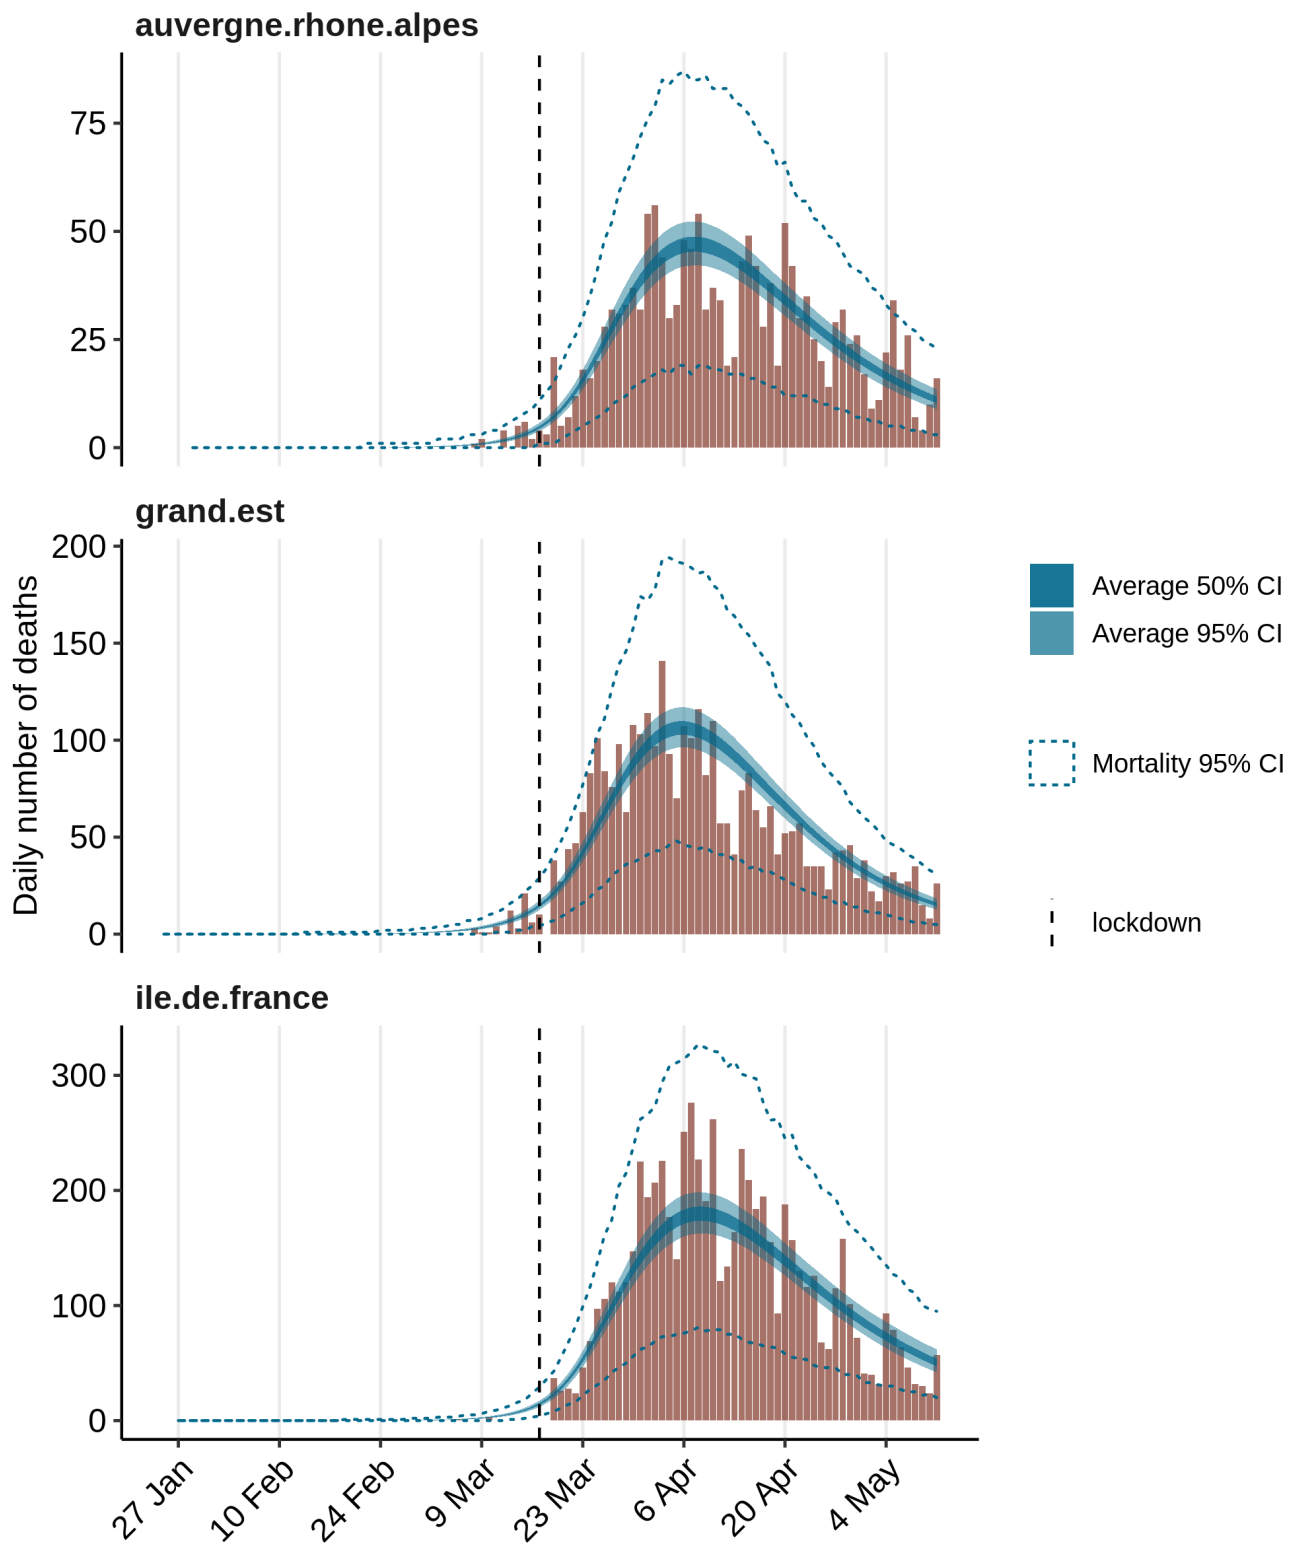 auvergne.rhone.alpes
75
50
25
0
grand.est
200
150
100
50
0
Daily number of deaths
Average 50% CI
Average 95% CI
Mortality 95% CI
lockdown
ile.de.france
300
200
100
0
27 Jan
10 Feb
24 Feb
9 Mar
23 Mar
6 Apr
20 Apr
4 May